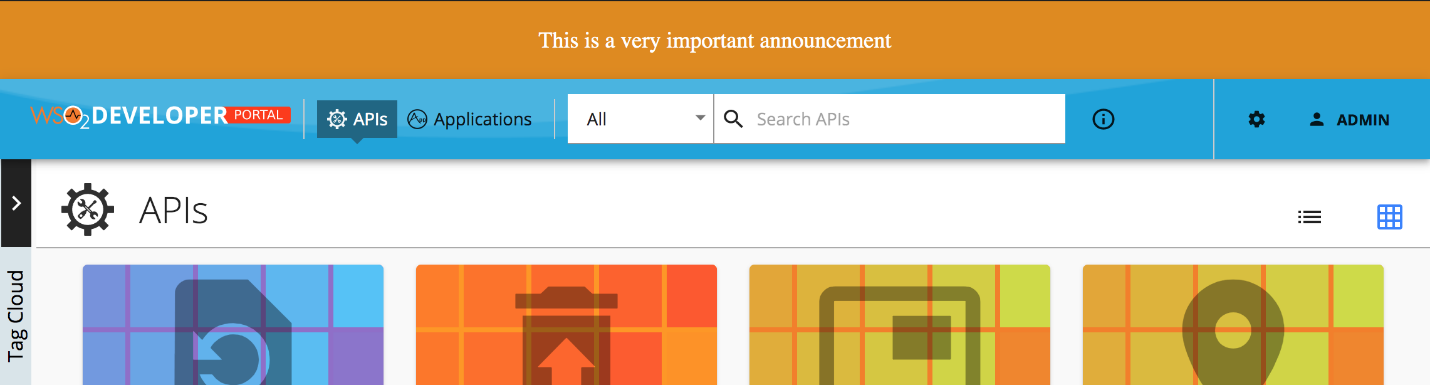 This is a very important announcement
WSO2 DEVELOPER PORTAL
APIs
Applications
All
Search APIs
ADMIN
APIs
Tag Cloud